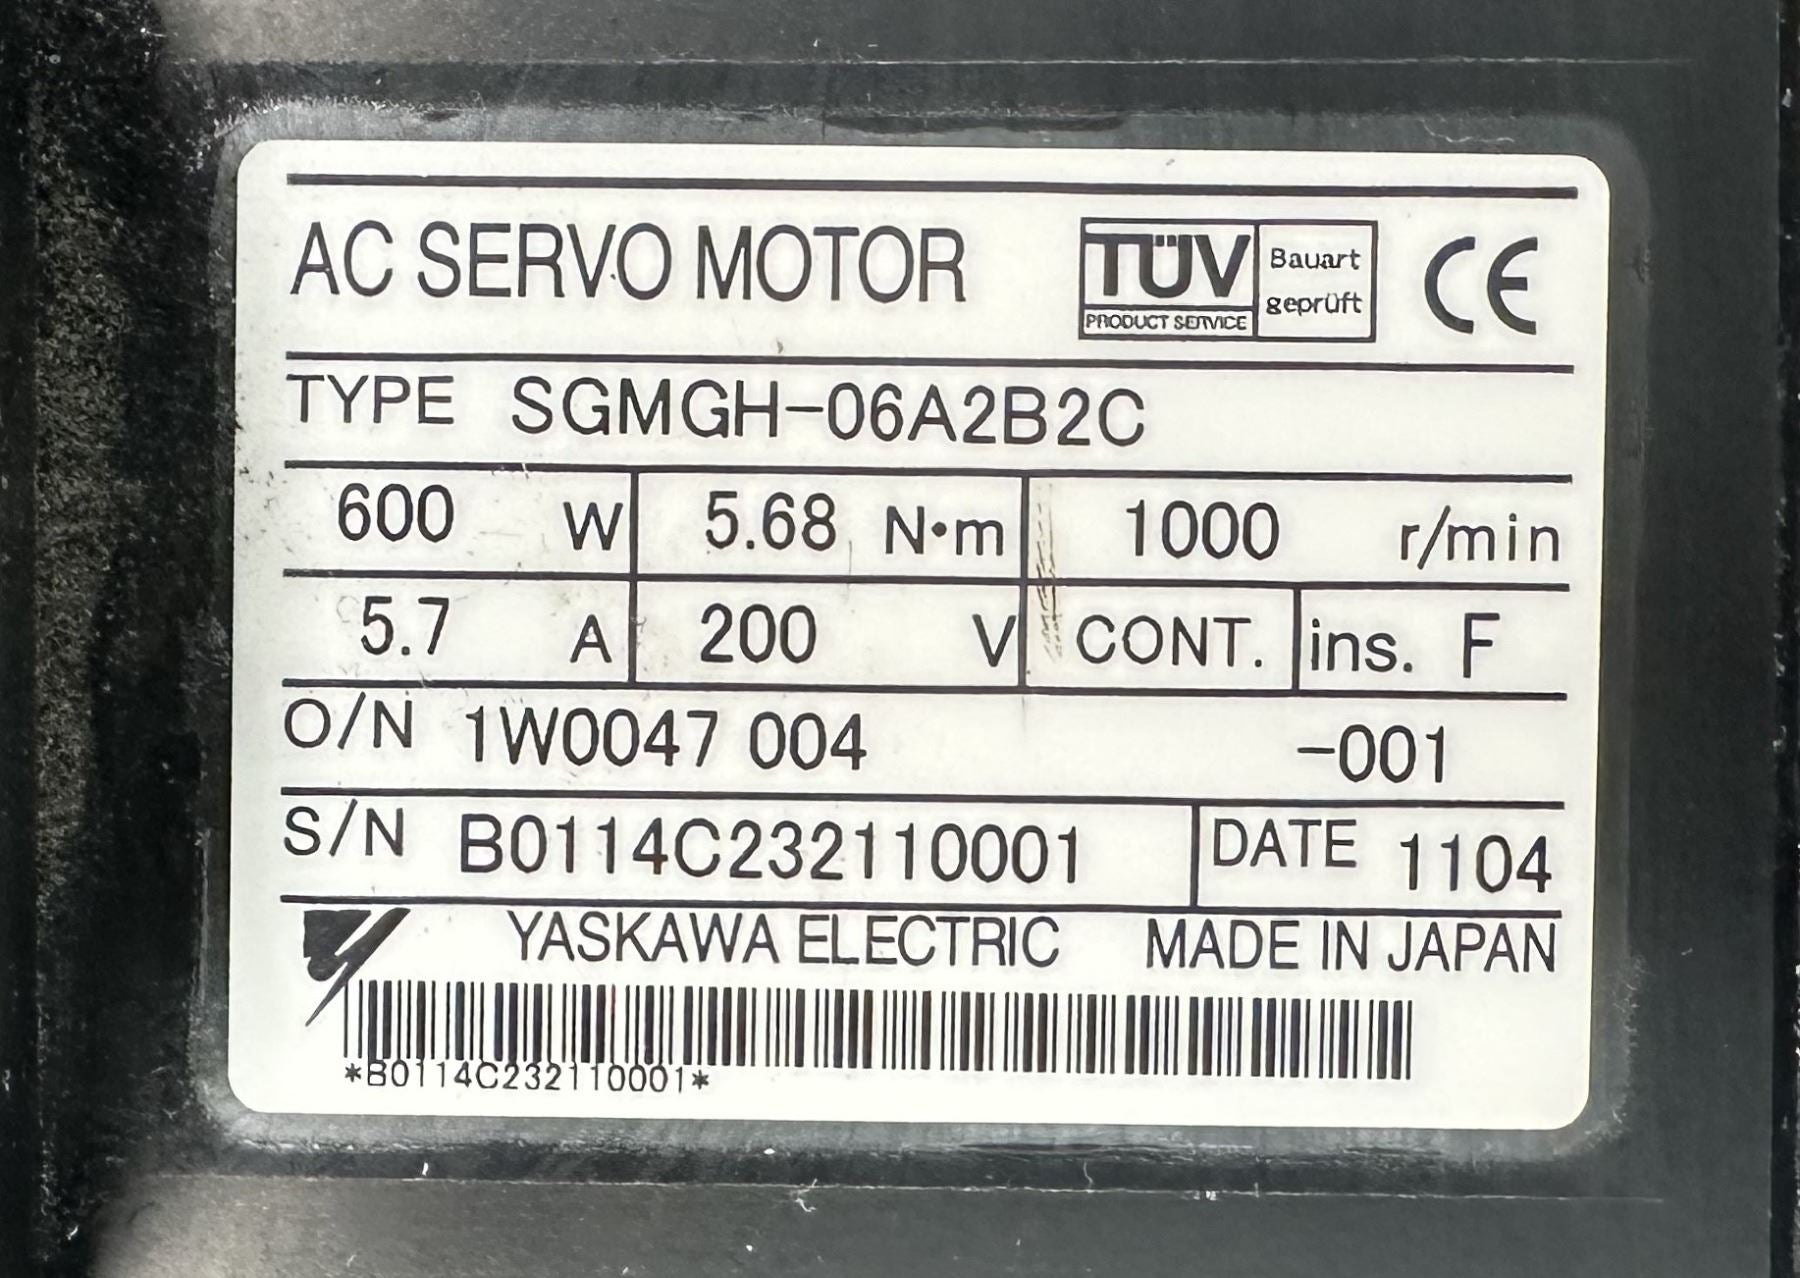 AC SERVO MOTOR TÜV PRODUCT SERVICE Bauart geprüft CE
TYPE SGMGH-06A2B2C
600 W 5.68 N•m 1000 r/min
5.7 A 200 V CONT. ins. F
O/N 1W0047 004 -001
S/N B0114C232110001 DATE 1104
YASKAWA ELECTRIC MADE IN JAPAN
*B0114C232110001*